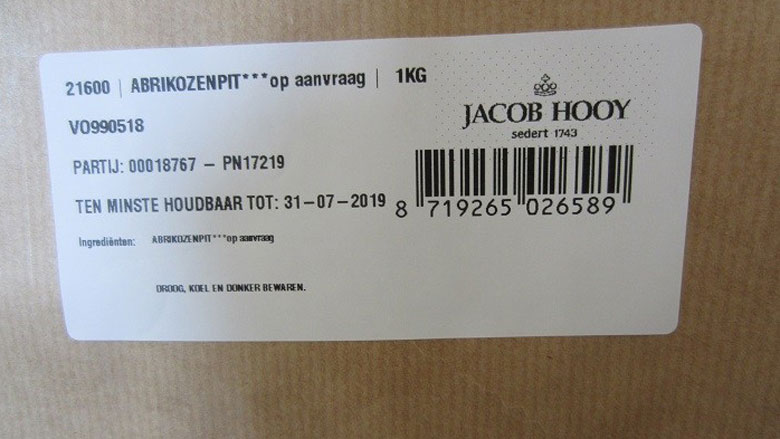 21600 | ABRIKOZENPIT***op aanvraag | 1KG
VO990518
PARTIJ: 00018767 – PN17219
TEN MINSTE HOUDBAAR TOT: 31–07–2019
Ingrediënten: ABRIKOZENPIT***op aanvraag
DROOG, KOEL EN DONKER BEWAREN.
JACOB HOOY
sedert 1743
8 719265 026589